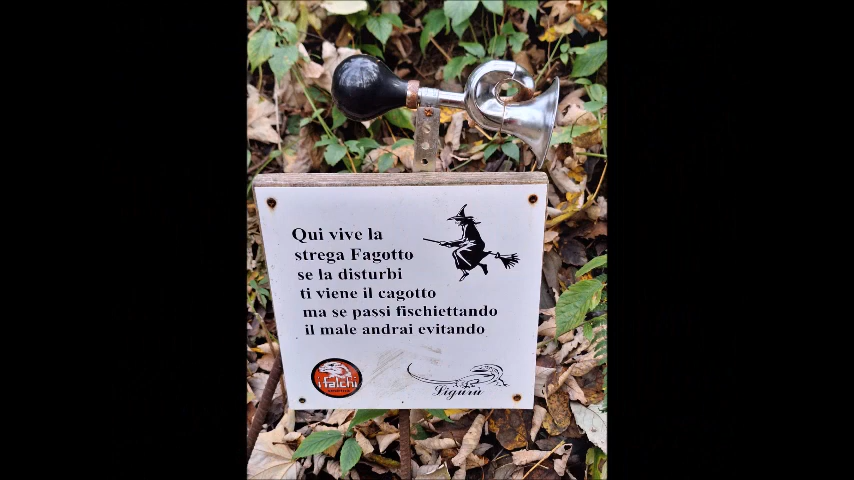 Qui vive la
strega Fagotto
se la disturbi
ti viene il cagotto
ma se passi fischiettando
il male andrai evitando
i Falchi
Ligurù